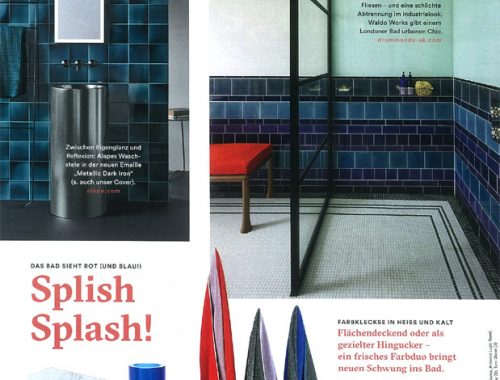 Fliesen – und eine schlichte
Abtrennung im Industrielook.
Waldo Works gibt einem
Londoner Bad urbanen Chic.
drummonds-uk.com
Zwischen Eigenglanz und
Reflexion: Alapes Wasch-
stele in der neuen Emaille
„Metallic Dark Iron“
(s. auch unser Cover).
alape.com
DAS BAD SIEHT ROT (UND BLAU!)
Splish
Splash!
FARBKLECKSE IN HEISS UND KALT
Flächendeckend oder als
gezielter Hingucker –
ein frisches Farbduo bringt
neuen Schwung ins Bad.